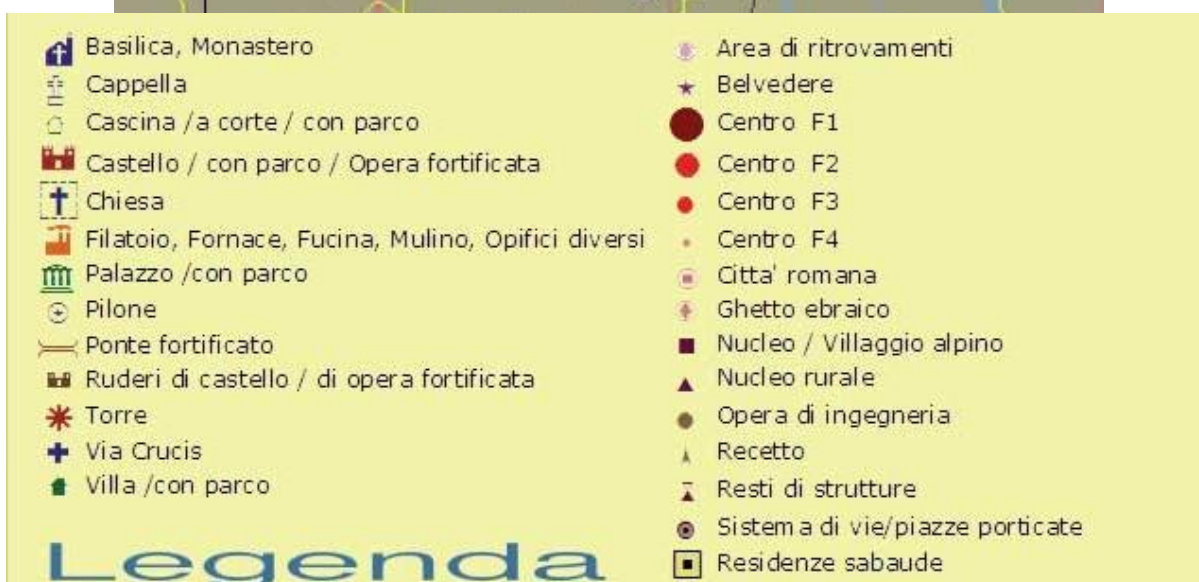 Basilica, Monastero
Cappella
Cascina /a corte / con parco
Castello / con parco / Opera fortificata
Chiesa
Filatoio, Fornace, Fucina, Mulino, Opifici diversi
Palazzo /con parco
Pilone
Ponte fortificato
Ruderi di castello / di opera fortificata
Torre
Via Crucis
Villa /con parco
Legenda
Area di ritrovamenti
Belvedere
Centro F1
Centro F2
Centro F3
Centro F4
Citta' romana
Ghetto ebraico
Nucleo / Villaggio alpino
Nucleo rurale
Opera di ingegneria
Recetto
Resti di strutture
Sistema di vie/piazze porticate
Residenze sabaude